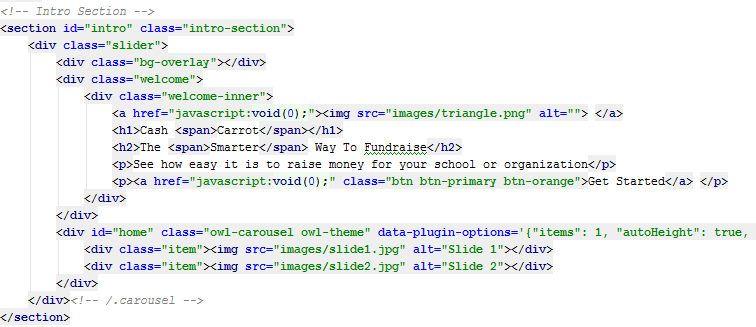 <!-- Intro Section -->
<section id="intro" class="intro-section">
<div class="slider">
<div class="bg-overlay"></div>
<div class="welcome">
<div class="welcome-inner">
<a href="javascript:void(0);"><img src="images/triangle.png" alt=""> </a>
<h1>Cash <span>Carrot</span></h1>
<h2>The <span>Smarter</span> Way To Fundraise</h2>
<p>See how easy it is to raise money for your school or organization</p>
<p><a href="javascript:void(0);" class="btn btn-primary btn-orange">Get Started</a> </p>
</div>
</div>
<div id="home" class="owl-carousel owl-theme" data-plugin-options='{"items": 1, "autoHeight": true,
<div class="item"><img src="images/slide1.jpg" alt="Slide 1"></div>
<div class="item"><img src="images/slide2.jpg" alt="Slide 2"></div>
</div>
</div><!-- /.carousel -->
</section>